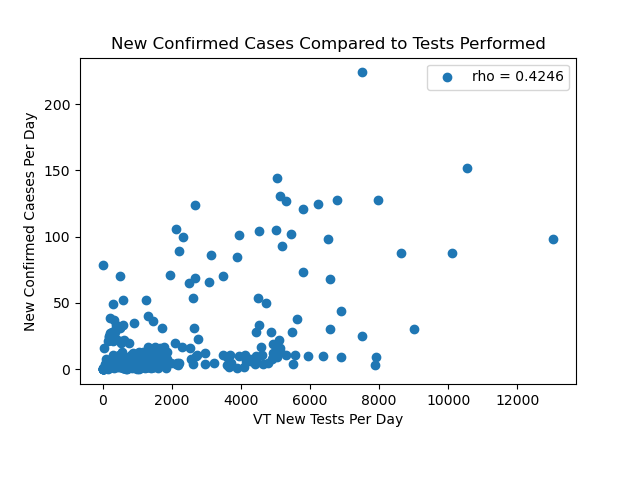 New Confirmed Cases Compared to Tests Performed
rho = 0.4246
New Confirmed Caeses Per Day
200
150
100
50
0
0 2000 4000 6000 8000 10000 12000
VT New Tests Per Day